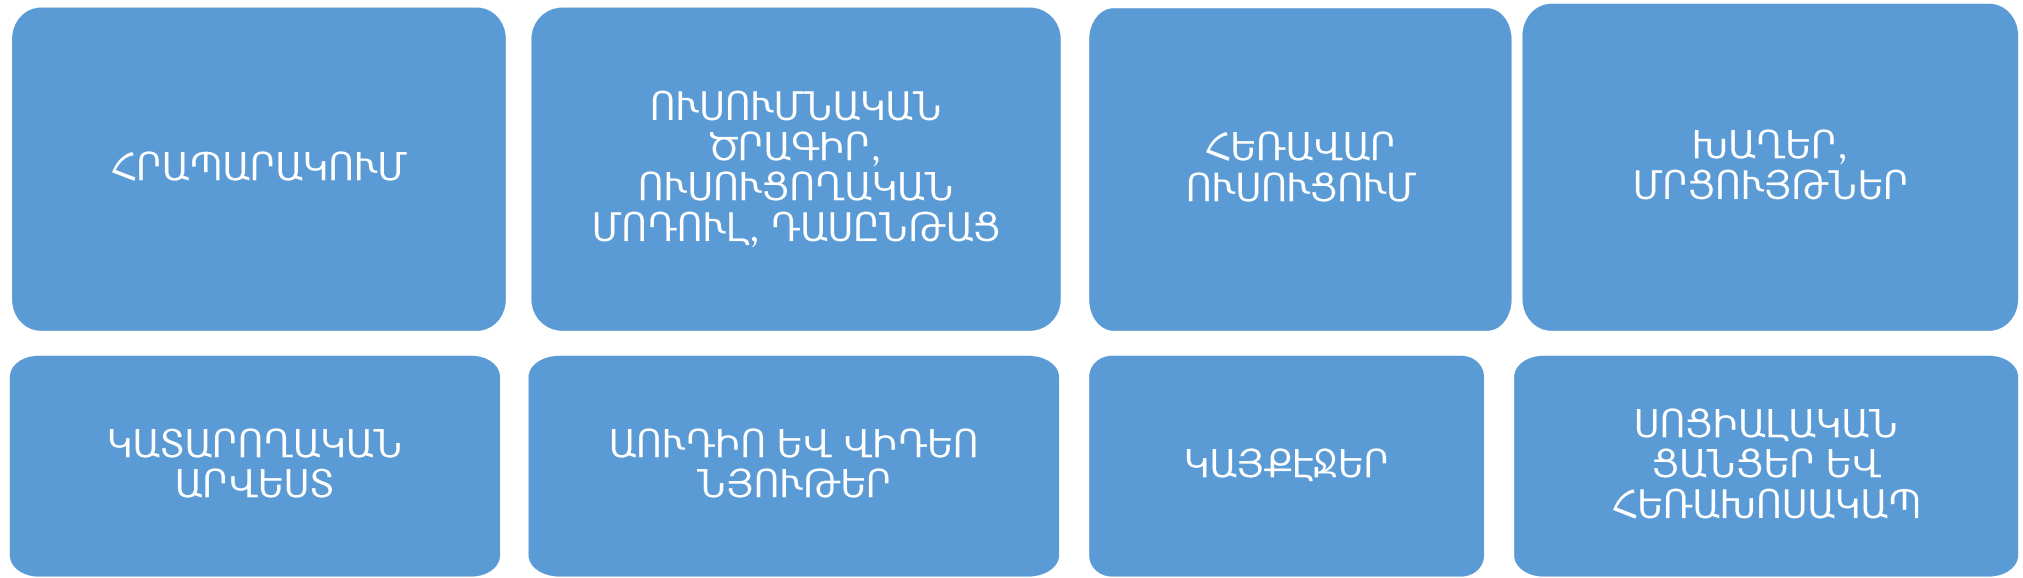 ՀՐԱՊԱՐԱԿՈՒՄ
ՈՒՍՈՒՄՆԱԿԱՆ
ԾՐԱԳԻՐ,
ՈՒՍՈՒՑՈՂԱԿԱՆ
ՄՈԴՈՒԼ, ԴԱՍԸՆԹԱՑ
ՀԵՌԱՎԱՐ
ՈՒՍՈՒՑՈՒՄ
ԽԱՂԵՐ,
ՄՐՑՈՒՅԹՆԵՐ
ԿԱՏԱՐՈՂԱԿԱՆ
ԱՐՎԵՍՏ
ԱՈՒԴԻՈ ԵՎ ՎԻԴԵՈ
ՆՅՈՒԹԵՐ
ԿԱՅՔԷՋԵՐ
ՍՈՑԻԱԼԱԿԱՆ
ՑԱՆՑԵՐ ԵՎ
ՀԵՌԱԽՈՍԱԿԱՊ